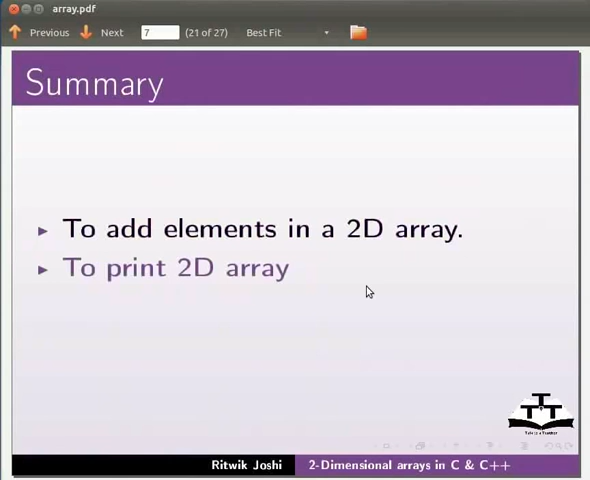 array.pdf
Previous Next 7 (21 of 27) Best Fit
Summary
To add elements in a 2D array.
To print 2D array
TTT
Ritwik Joshi 2-Dimensional arrays in C & C++